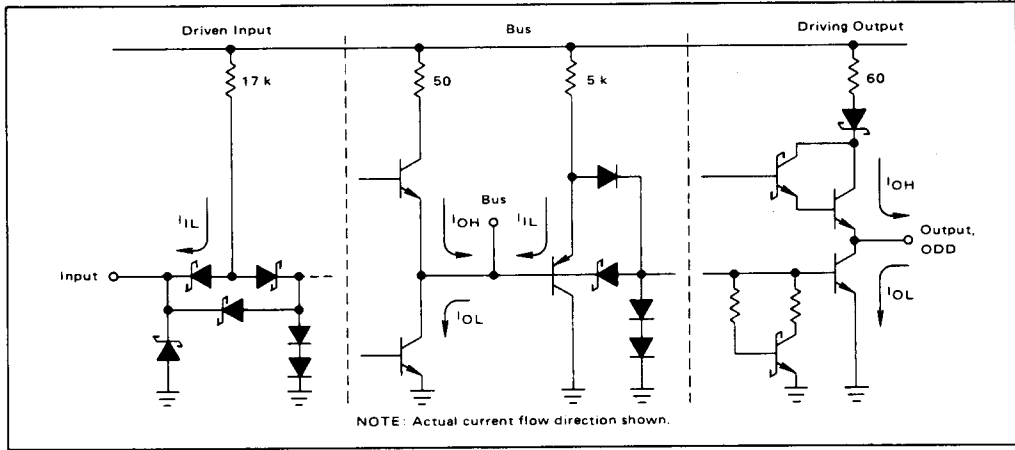 Driven Input
Bus
Driving Output
17 k
50
5 k
60
IIL
Input
Bus
IOH
IIL
IOL
IOH
Output,
ODD
IOL
NOTE: Actual current flow direction shown.